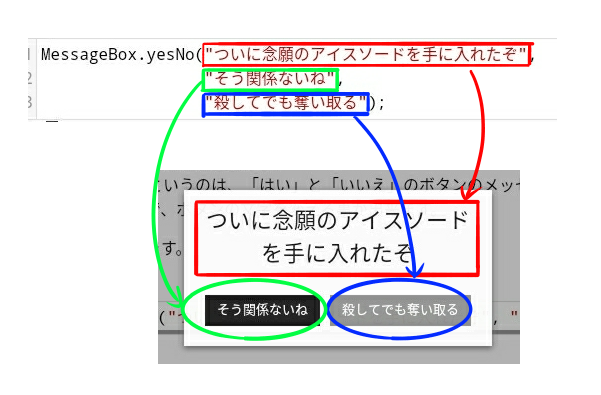 1 MessageBox.yesNo("ついに念願のアイスソードを手に入れたぞ",
2 "そう関係ないね",
3 "殺してでも奪い取る");
いうのは、「はい」と「いいえ」のボタンのメッ
ついに念願のアイスソード
を手に入れたぞ
す。
そう関係ないね 殺してでも奪い取る